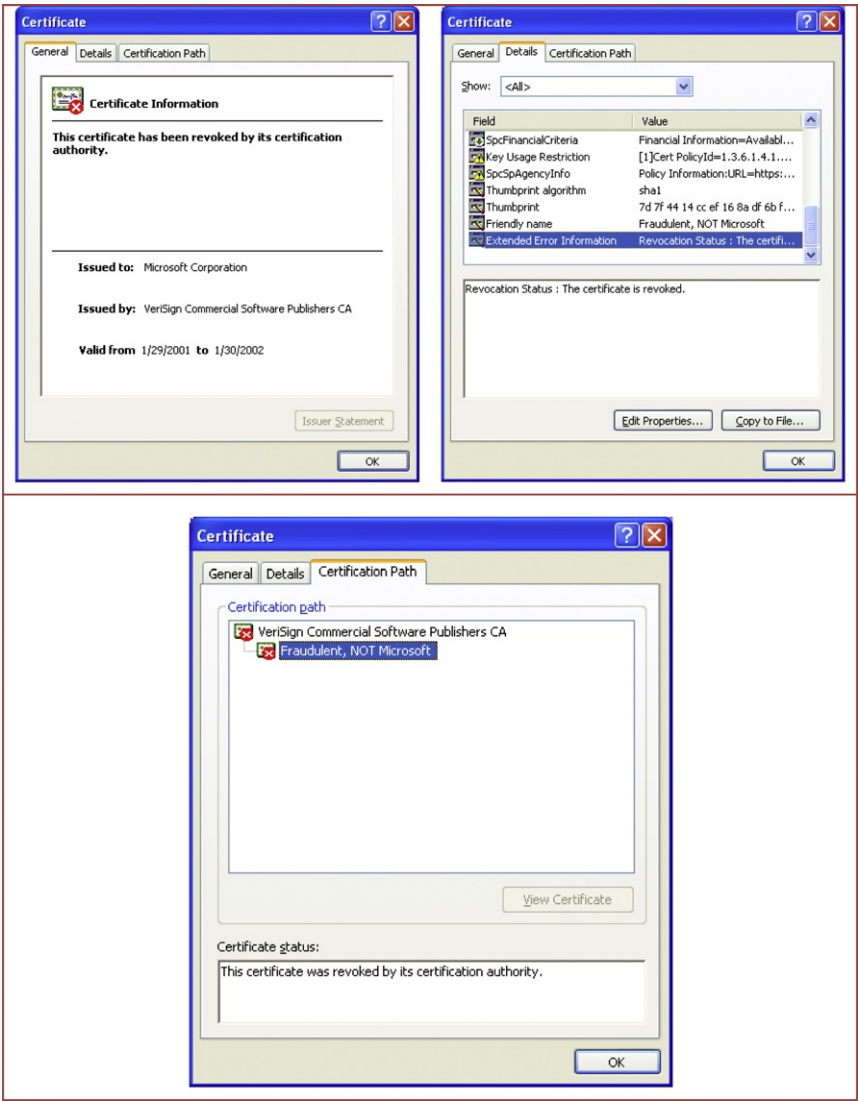 Certificate
General Details Certification Path
Certificate Information
This certificate has been revoked by its certification
authority.
Issued to: Microsoft Corporation
Issued by: VeriSign Commercial Software Publishers CA
Valid from 1/29/2001 to 1/30/2002
Issuer Statement
OK
Certificate
General Details Certification Path
Show: <All>
Field Value
SpcFinancialCriteria Financial Information=Availabl...
Key Usage Restriction [1]Cert PolicyId=1.3.6.1.4.1....
SpcSpAgencyInfo Policy Information:URL=https:...
Thumbprint algorithm sha1
Thumbprint 7d 7f 44 14 cc ef 16 8a df 6b f...
Friendly name Fraudulent, NOT Microsoft
Extended Error Information Revocation Status : The certifi...
Revocation Status : The certificate is revoked.
Edit Properties... Copy to File...
OK
Certificate
General Details Certification Path
Certification path
VeriSign Commercial Software Publishers CA
Fraudulent, NOT Microsoft
View Certificate
Certificate status:
This certificate was revoked by its certification authority.
OK